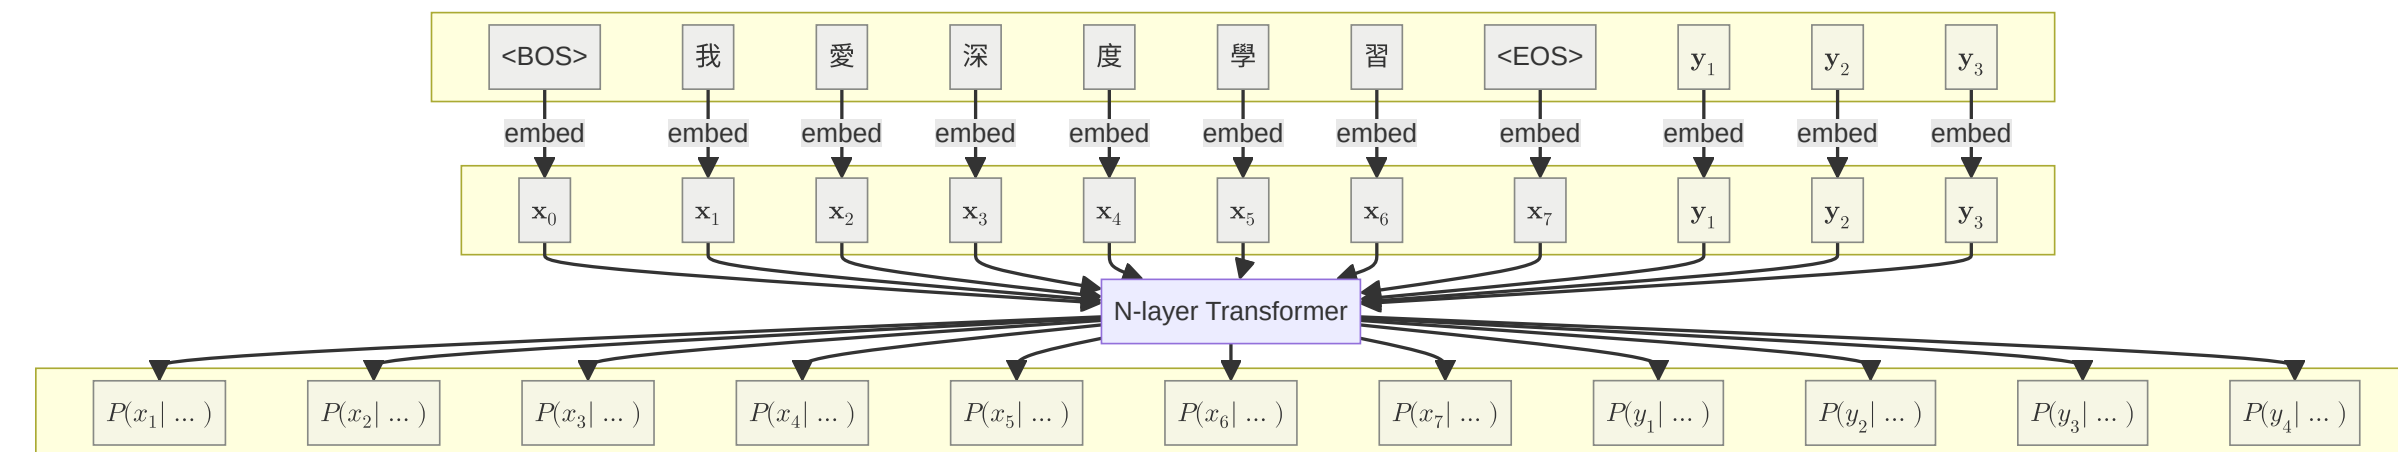 <BOS> 我 愛 深 度 學 習 <EOS> y1 y2 y3
embed embed embed embed embed embed embed embed embed embed embed
x0 x1 x2 x3 x4 x5 x6 x7 y1 y2 y3
N-layer Transformer
P(x1| ... ) P(x2| ... ) P(x3| ... ) P(x4| ... ) P(x5| ... ) P(x6| ... ) P(x7| ... ) P(y1| ... ) P(y2| ... ) P(y3| ... ) P(y4| ... )